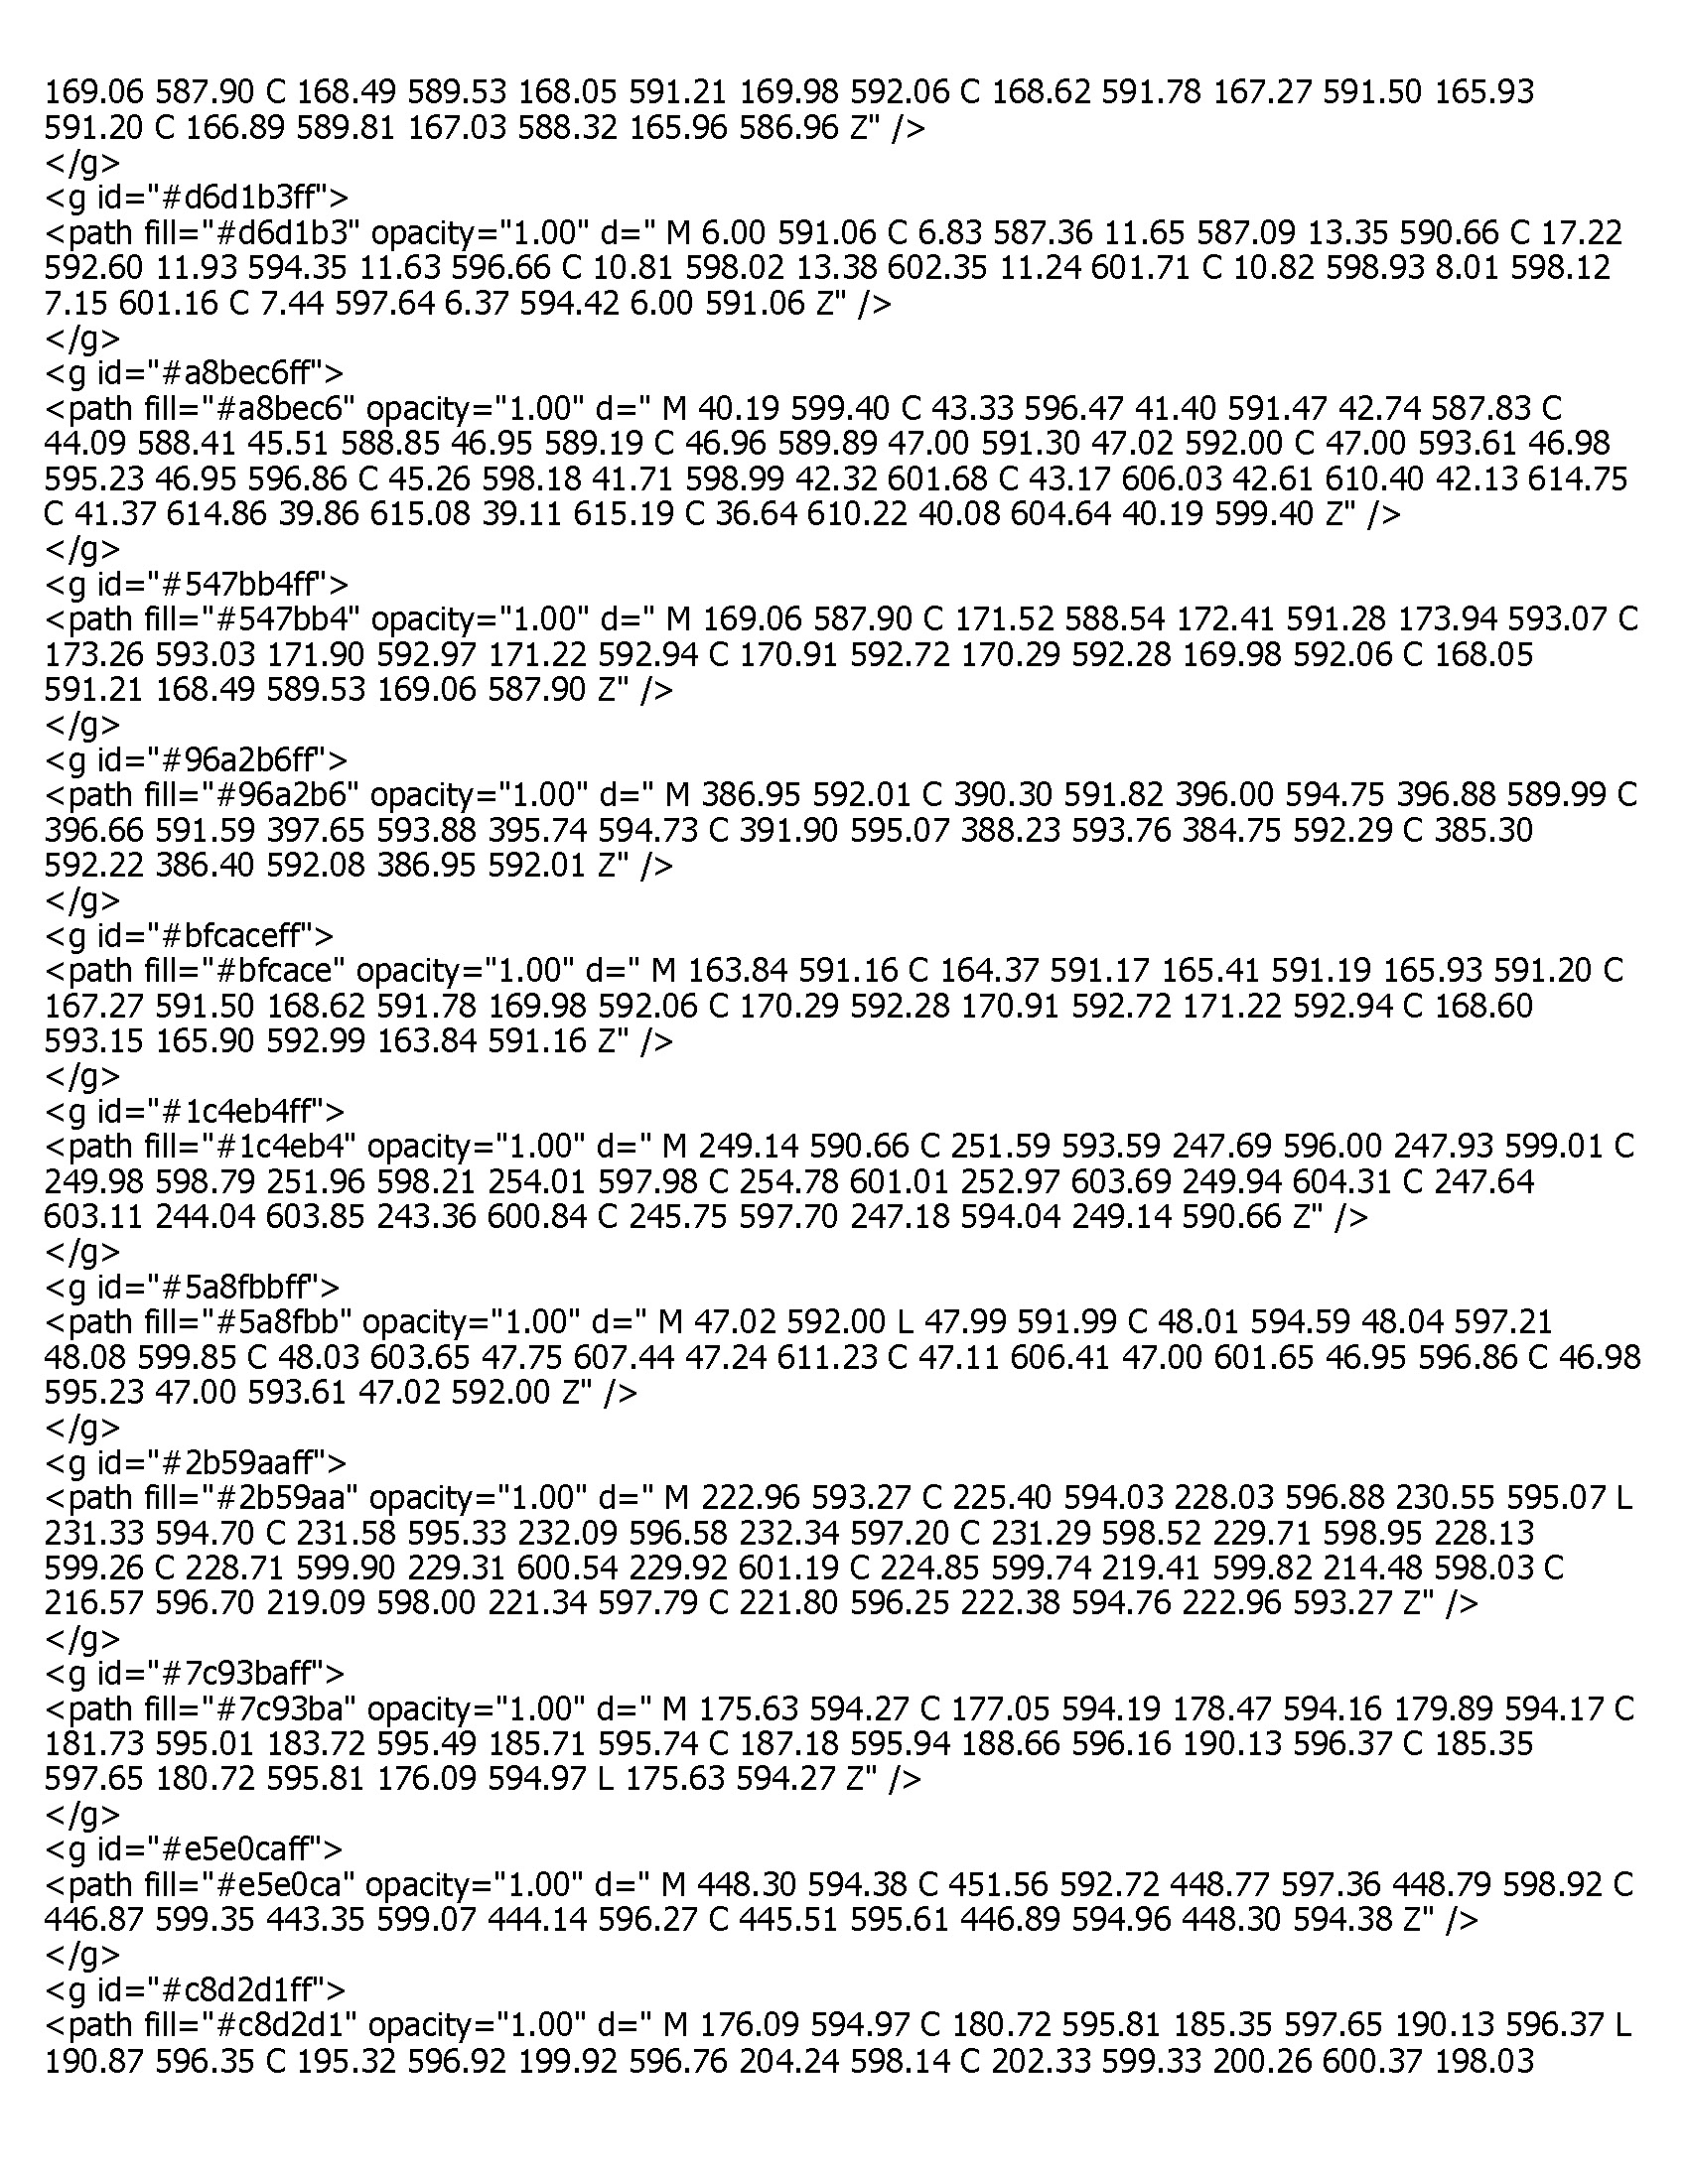 169.06 587.90 C 168.49 589.53 168.05 591.21 169.98 592.06 C 168.62 591.78 167.27 591.50 165.93
591.20 C 166.89 589.81 167.03 588.32 165.96 586.96 Z" />
</g>
<g id="#d6d1b3ff">
<path fill="#d6d1b3" opacity="1.00" d=" M 6.00 591.06 C 6.83 587.36 11.65 587.09 13.35 590.66 C 17.22
592.60 11.93 594.35 11.63 596.66 C 10.81 598.02 13.38 602.35 11.24 601.71 C 10.82 598.93 8.01 598.12
7.15 601.16 C 7.44 597.64 6.37 594.42 6.00 591.06 Z" />
</g>
<g id="#a8bec6ff">
<path fill="#a8bec6" opacity="1.00" d=" M 40.19 599.40 C 43.33 596.47 41.40 591.47 42.74 587.83 C
44.09 588.41 45.51 588.85 46.95 589.19 C 46.96 589.89 47.00 591.30 47.02 592.00 C 47.00 593.61 46.98
595.23 46.95 596.86 C 45.26 598.18 41.71 598.99 42.32 601.68 C 43.17 606.03 42.61 610.40 42.13 614.75
C 41.37 614.86 39.86 615.08 39.11 615.19 C 36.64 610.22 40.08 604.64 40.19 599.40 Z" />
</g>
<g id="#547bb4ff">
<path fill="#547bb4" opacity="1.00" d=" M 169.06 587.90 C 171.52 588.54 172.41 591.28 173.94 593.07 C
173.26 593.03 171.90 592.97 171.22 592.94 C 170.91 592.72 170.29 592.28 169.98 592.06 C 168.05
591.21 168.49 589.53 169.06 587.90 Z" />
</g>
<g id="#96a2b6ff">
<path fill="#96a2b6" opacity="1.00" d=" M 386.95 592.01 C 390.30 591.82 396.00 594.75 396.88 589.99 C
396.66 591.59 397.65 593.88 395.74 594.73 C 391.90 595.07 388.23 593.76 384.75 592.29 C 385.30
592.22 386.40 592.08 386.95 592.01 Z" />
</g>
<g id="#bfcaceff">
<path fill="#bfcace" opacity="1.00" d=" M 163.84 591.16 C 164.37 591.17 165.41 591.19 165.93 591.20 C
167.27 591.50 168.62 591.78 169.98 592.06 C 170.29 592.28 170.91 592.72 171.22 592.94 C 168.60
593.15 165.90 592.99 163.84 591.16 Z" />
</g>
<g id="#1c4eb4ff">
<path fill="#1c4eb4" opacity="1.00" d=" M 249.14 590.66 C 251.59 593.59 247.69 596.00 247.93 599.01 C
249.98 598.79 251.96 598.21 254.01 597.98 C 254.78 601.01 252.97 603.69 249.94 604.31 C 247.64
603.11 244.04 603.85 243.36 600.84 C 245.75 597.70 247.18 594.04 249.14 590.66 Z" />
</g>
<g id="#5a8fbbff">
<path fill="#5a8fbb" opacity="1.00" d=" M 47.02 592.00 L 47.99 591.99 C 48.01 594.59 48.04 597.21
48.08 599.85 C 48.03 603.65 47.75 607.44 47.24 611.23 C 47.11 606.41 47.00 601.65 46.95 596.86 C 46.98
595.23 47.00 593.61 47.02 592.00 Z" />
</g>
<g id="#2b59aaff">
<path fill="#2b59aa" opacity="1.00" d=" M 222.96 593.27 C 225.40 594.03 228.03 596.88 230.55 595.07 L
231.33 594.70 C 231.58 595.33 232.09 596.58 232.34 597.20 C 231.29 598.52 229.71 598.95 228.13
599.26 C 228.71 599.90 229.31 600.54 229.92 601.19 C 224.85 599.74 219.41 599.82 214.48 598.03 C
216.57 596.70 219.09 598.00 221.34 597.79 C 221.80 596.25 222.38 594.76 222.96 593.27 Z" />
</g>
<g id="#7c93baff">
<path fill="#7c93ba" opacity="1.00" d=" M 175.63 594.27 C 177.05 594.19 178.47 594.16 179.89 594.17 C
181.73 595.01 183.72 595.49 185.71 595.74 C 187.18 595.94 188.66 596.16 190.13 596.37 C 185.35
597.65 180.72 595.81 176.09 594.97 L 175.63 594.27 Z" />
</g>
<g id="#e5e0caff">
<path fill="#e5e0ca" opacity="1.00" d=" M 448.30 594.38 C 451.56 592.72 448.77 597.36 448.79 598.92 C
446.87 599.35 443.35 599.07 444.14 596.27 C 445.51 595.61 446.89 594.96 448.30 594.38 Z" />
</g>
<g id="#c8d2d1ff">
<path fill="#c8d2d1" opacity="1.00" d=" M 176.09 594.97 C 180.72 595.81 185.35 597.65 190.13 596.37 L
190.87 596.35 C 195.32 596.92 199.92 596.76 204.24 598.14 C 202.33 599.33 200.26 600.37 198.03